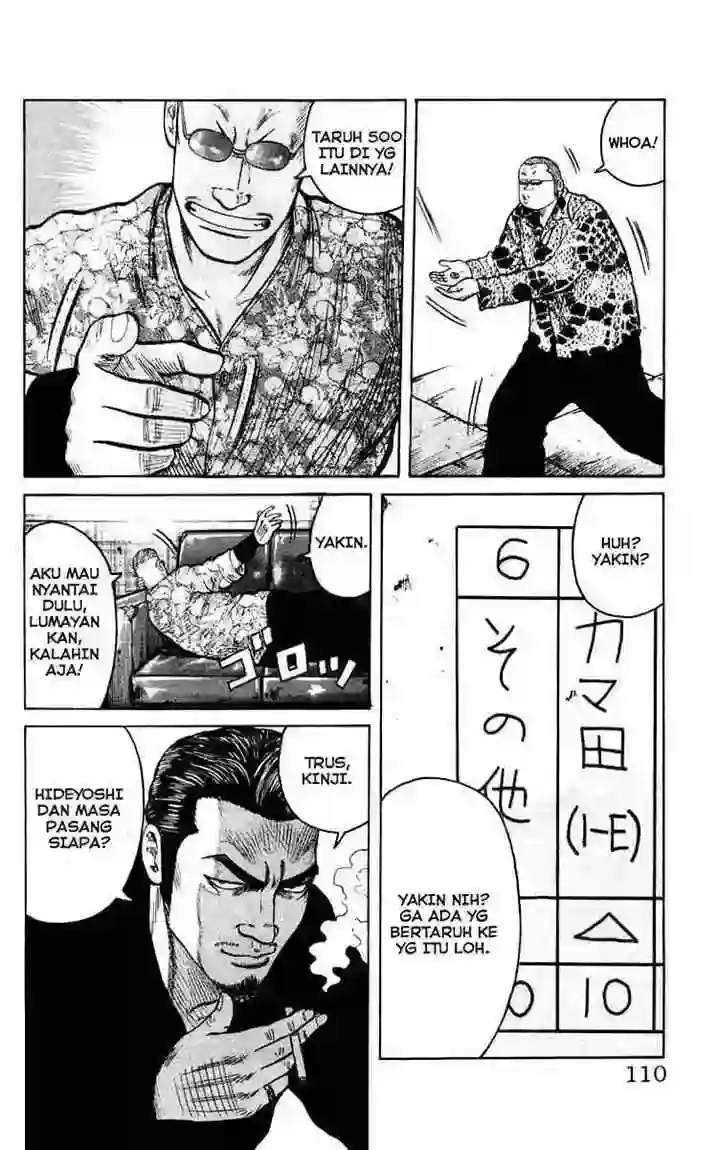 WHOA!
TARUH 500
ITU DI YG
LAINNYA!
HUH?
YAKIN?
6
その他
カマ田
(1-E)
△
0
10
YAKIN NIH?
GA ADA YG
BERTARUH KE
YG ITU LOH.
YAKIN.
AKU MAU
NYANTAI
DULU,
LUMAYAN
KAN,
KALAHIN
AJA!
ゴロッ
TRUS,
KINJI.
HIDEYOSHI
DAN MASA
PASANG
SIAPA?
110